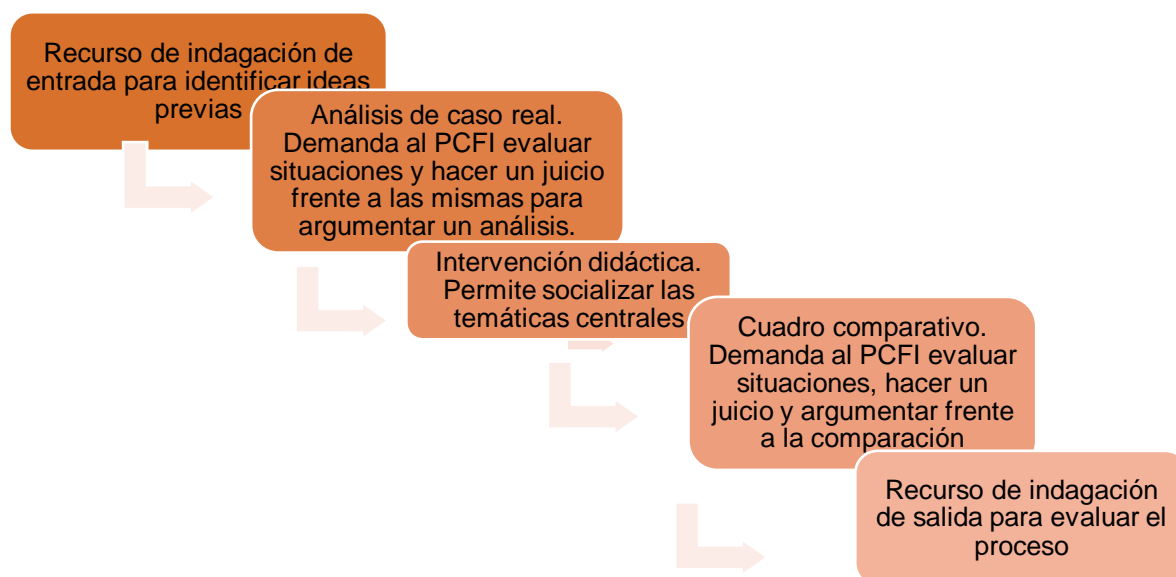 Recurso de indagación de
entrada para identificar ideas
previas
Análisis de caso real.
Demanda al PCFI evaluar
situaciones y hacer un juicio
frente a las mismas para
argumentar un análisis.
Intervención didáctica.
Permite socializar las
temáticas centrales
Cuadro comparativo.
Demanda al PCFI evaluar
situaciones, hacer un
juicio y argumentar frente
a la comparación
Recurso de indagación
de salida para evaluar el
proceso